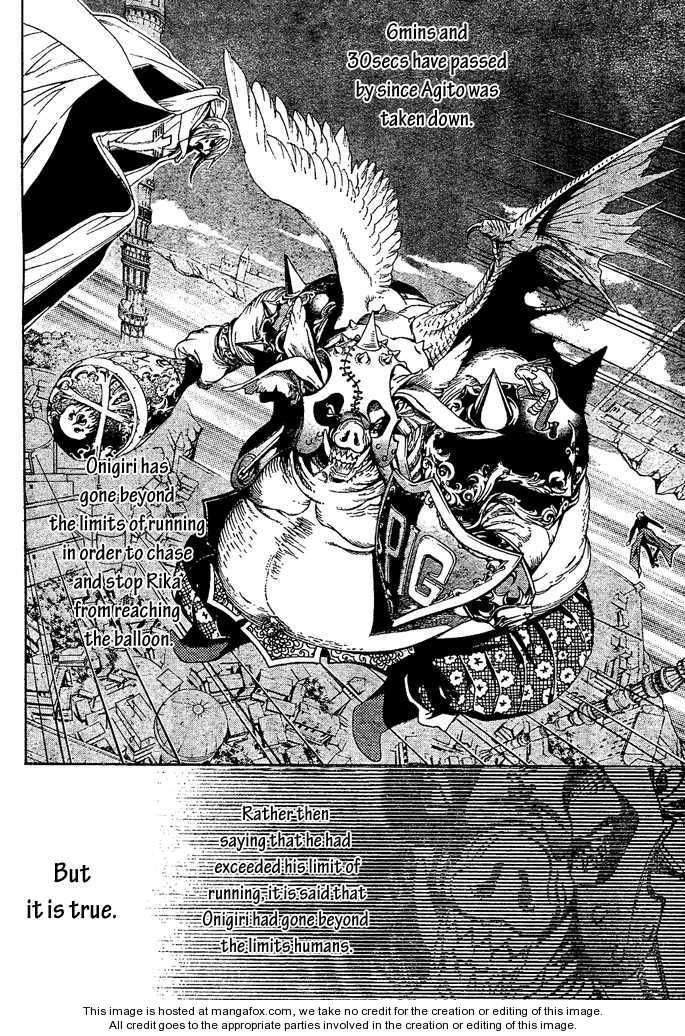 6mins and
30secs have passed
by since Agito was
taken down.
Onigiri has
gone beyond
the limits of running
in order to chase
and stop Rika
from reaching
the balloon.
PIG
Rather then
saying that he had
exceeded his limit of
running, it is said that
Onigiri had gone beyond
the limits humans.
But
it is true.
This image is hosted at mangafox.com, we take no credit for the creation or editing of this image.
All credit goes to the appropriate parties involved in the creation or editing of this image.